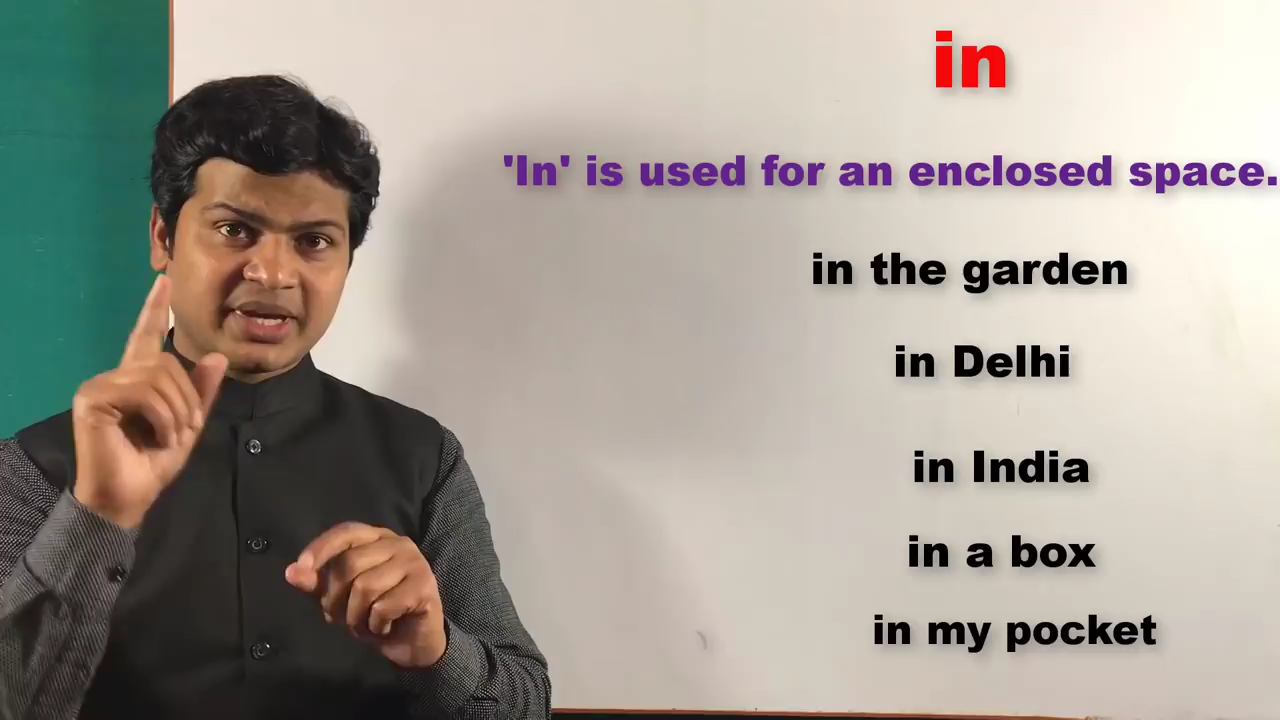 in
'In' is used for an enclosed space.
in the garden
in Delhi
in India
in a box
in my pocket